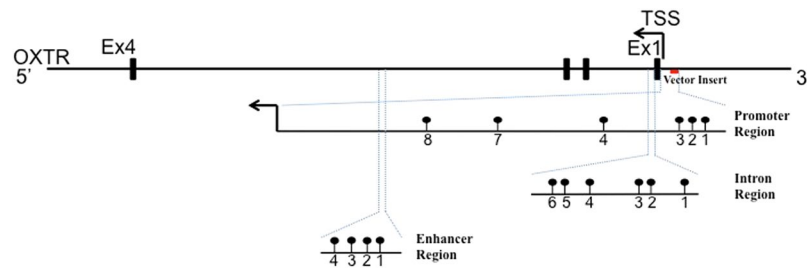 TSS
OXTR Ex4 Ex1
5' 3
Vector Insert
Promoter
Region
8 7 4 3 2 1
Intron
Region
6 5 4 3 2 1
Enhancer
Region
4 3 2 1